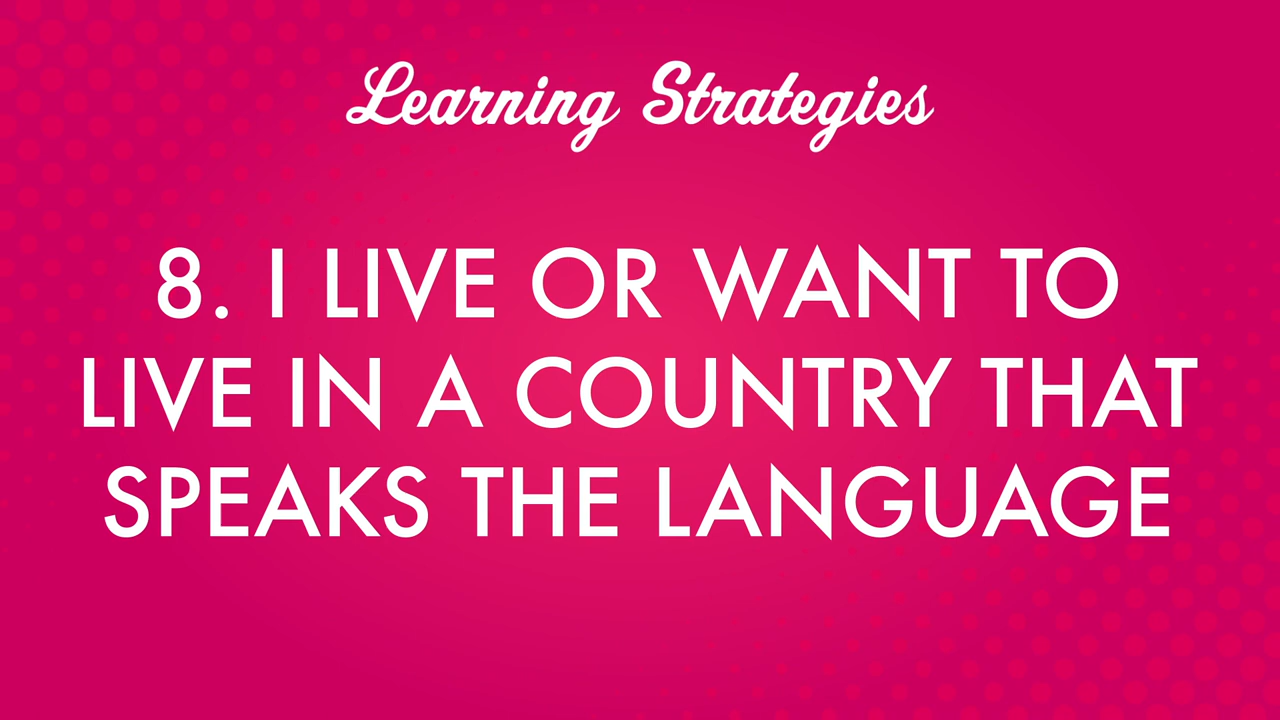 Learning Strategies
8. I LIVE OR WANT TO
LIVE IN A COUNTRY THAT
SPEAKS THE LANGUAGE